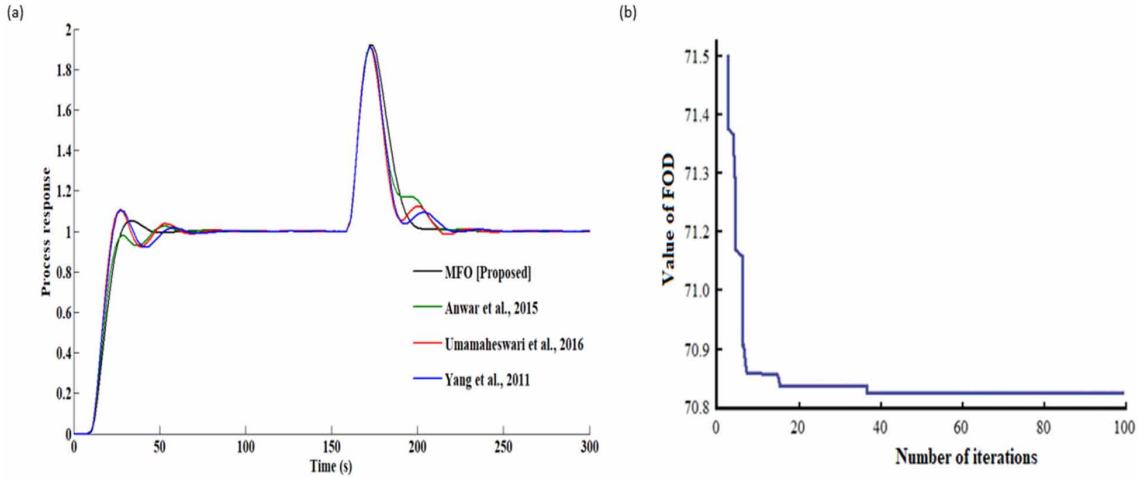 (a)
2
1.8
1.6
1.4
1.2
1
0.8
0.6
0.4
0.2
0
Process response
0 50 100 150 200 250 300
Time (s)
MFO [Proposed]
Anwar et al., 2015
Umamaheswari et al., 2016
Yang et al., 2011
(b)
71.5
71.4
71.3
71.2
71.0
70.9
70.8
Value of FOD
0 20 40 60 80 100
Number of iterations